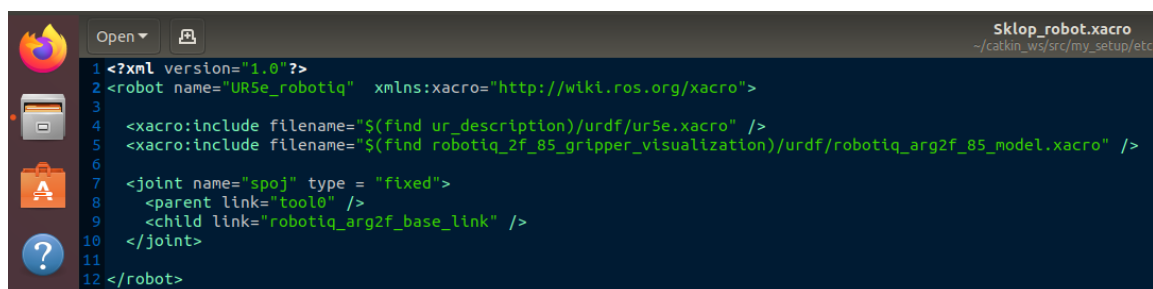 Open
Sklop_robot.xacro
~/catkin_ws/src/my_setup/etc
1 <?xml version="1.0"?>
2 <robot name="UR5e_robotiq"  xmlns:xacro="http://wiki.ros.org/xacro">
3
4   <xacro:include filename="$(find ur_description)/urdf/ur5e.xacro" />
5   <xacro:include filename="$(find robotiq_2f_85_gripper_visualization)/urdf/robotiq_arg2f_85_model.xacro" />
6
7   <joint name="spoj" type = "fixed">
8     <parent link="tool0" />
9     <child link="robotiq_arg2f_base_link" />
10   </joint>
11
12 </robot>